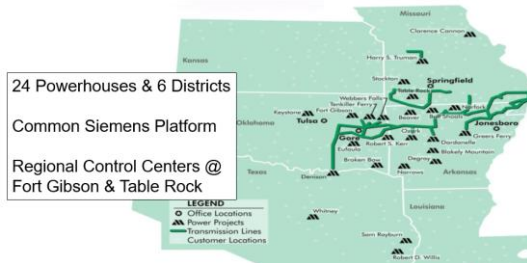 24 Powerhouses & 6 Districts
Common Siemens Platform
Regional Control Centers @
Fort Gibson & Table Rock
Missouri
Clarence Cannon
Kansas
Harry S. Truman
Stockton
Springfield
Table Rock
Webbers Falls
Tenkiller Ferry
Keystone
Fort Gibson
Beaver
Bull Shoals
Norfork
Oklahoma
Tulsa
Jonesboro
Gore
Ozark
Greers Ferry
Eufaula
Robert S. Kerr
Dardanelle
Blakely Mountain
Broken Bow
Degray
Texas
Denison
Narrows
Arkansas
LEGEND
Office Locations
Power Projects
Transmission Lines
Customer Locations
Whitney
Louisiana
Sam Rayburn
Robert D. Willis